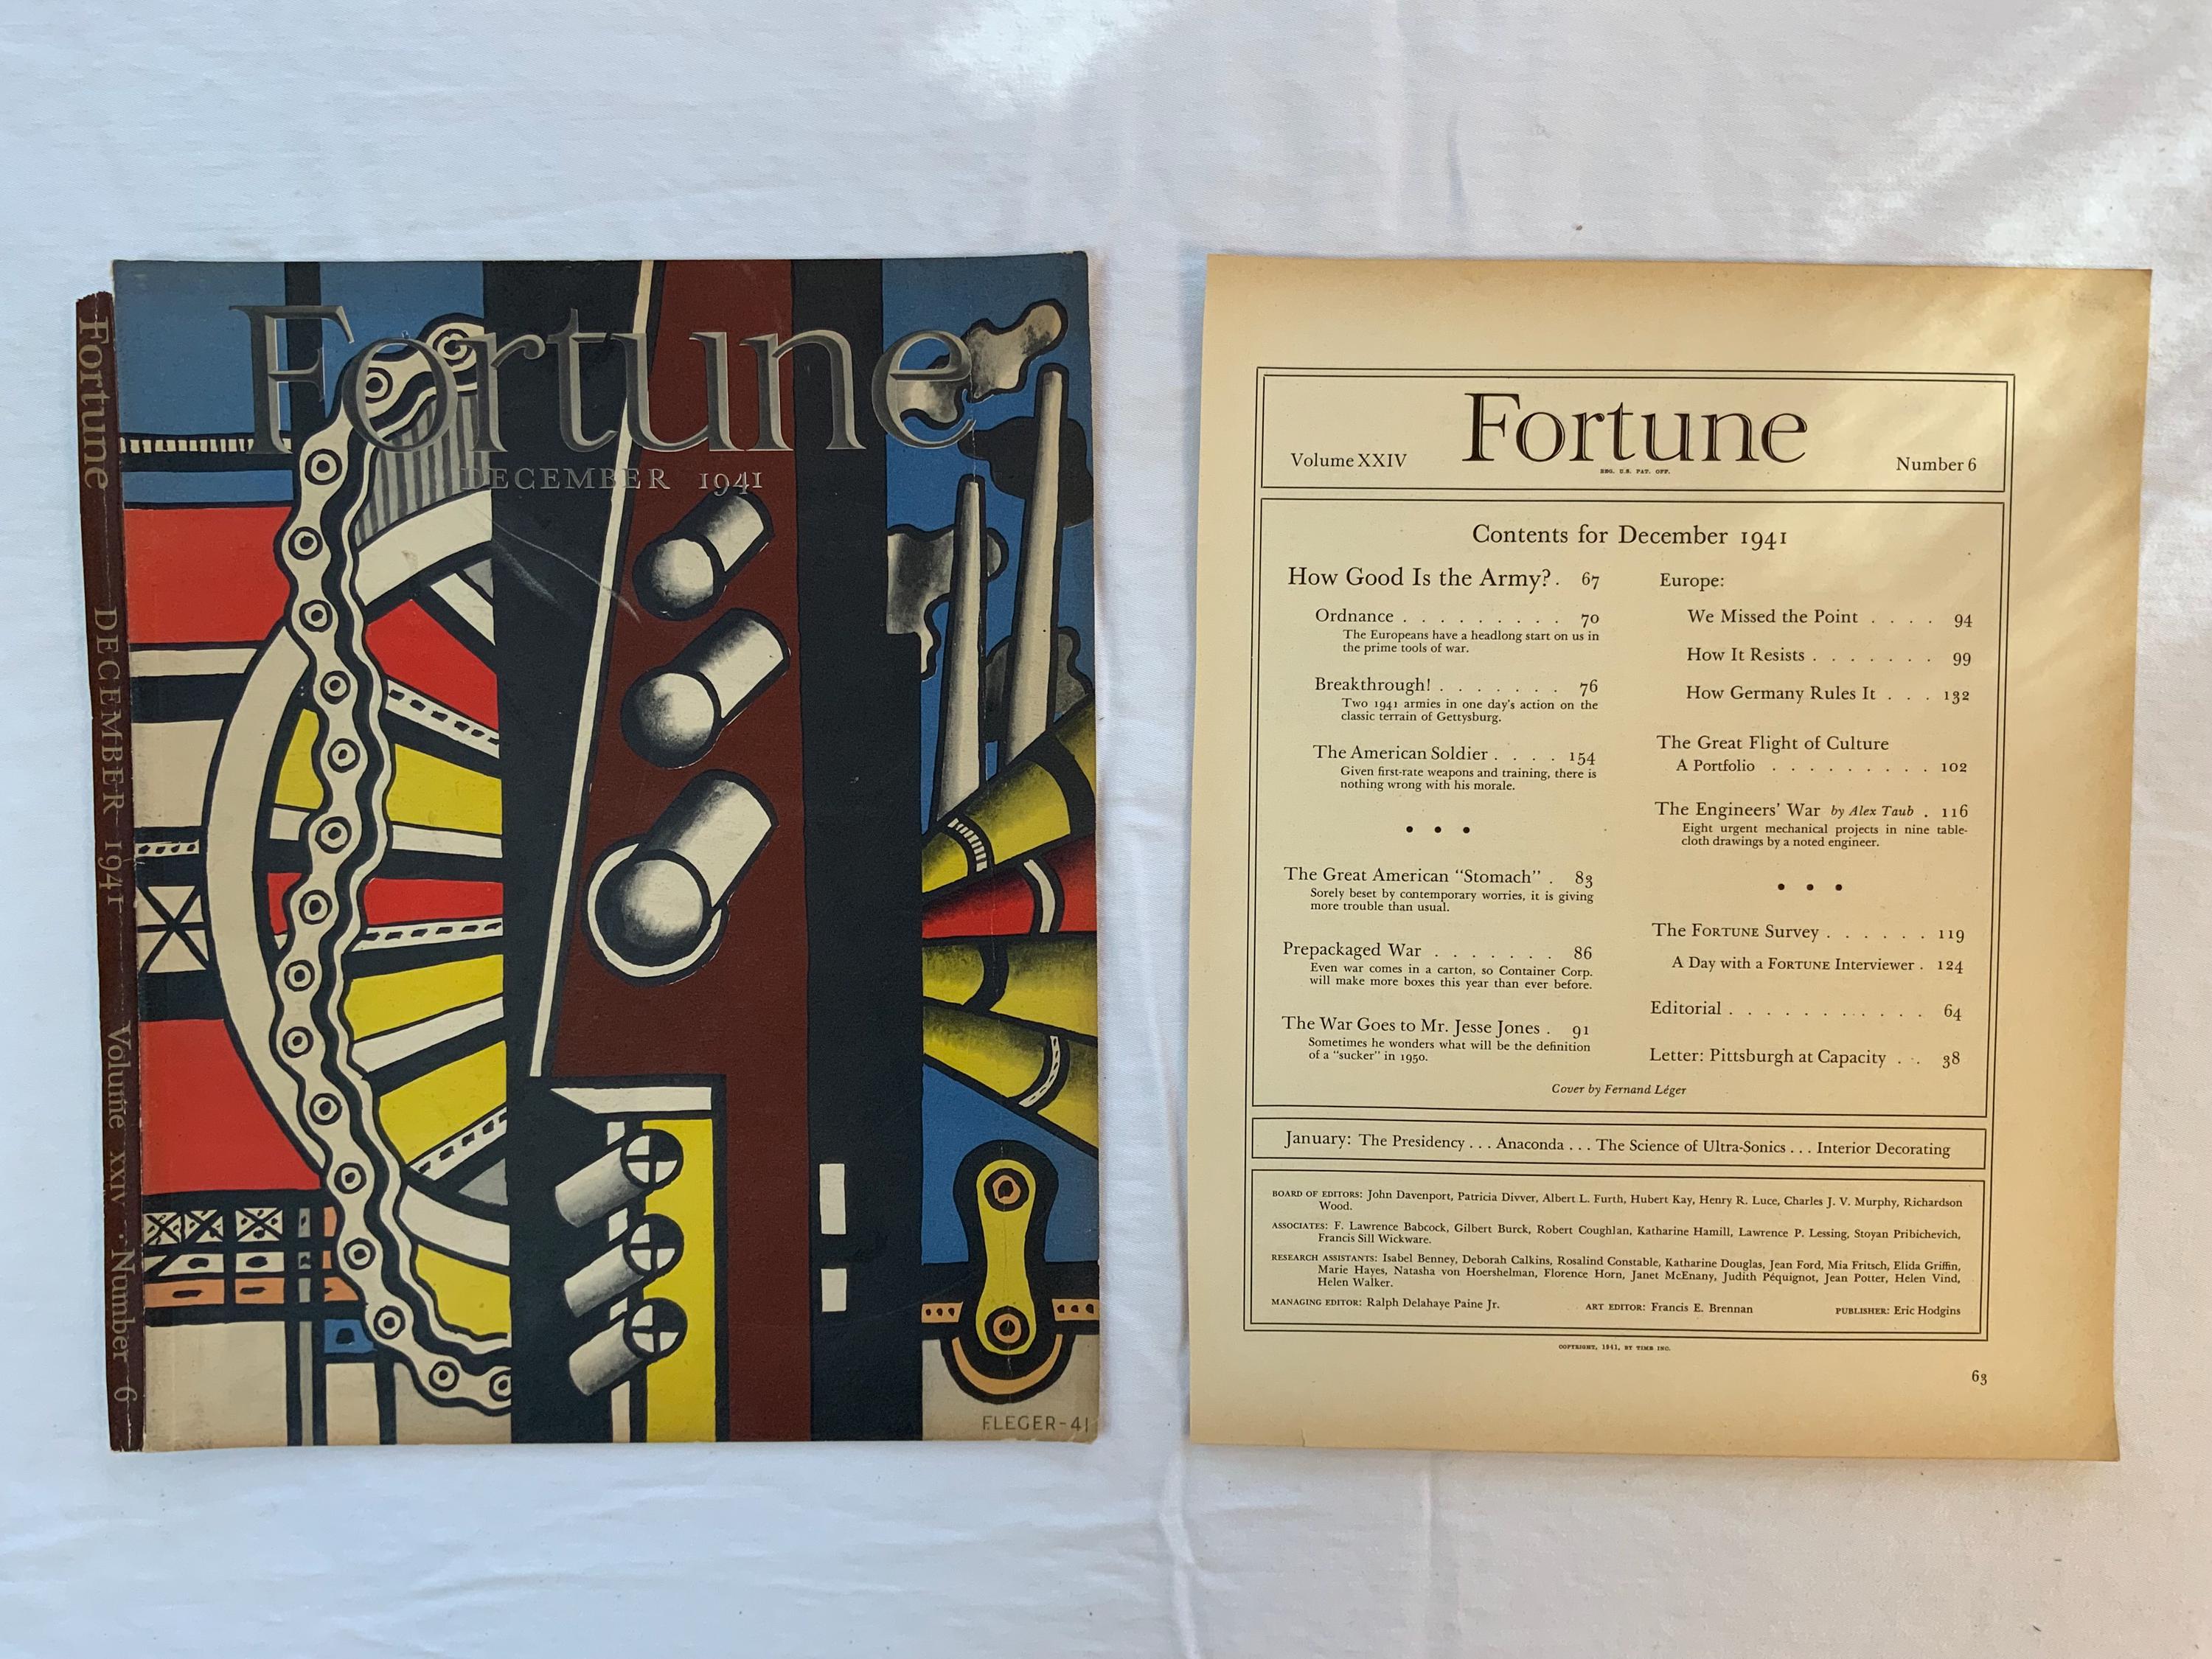 Fortune
DECEMBER 1941
Fortune DECEMBER 1941 Volume XXIV · Number 6
F.LEGER-41
Fortune
REG. U.S. PAT. OFF.
Volume XXIV
Number 6
Contents for December 1941
How Good Is the Army? . 67
Ordnance . . . . . . . . . 70
The Europeans have a headlong start on us in
the prime tools of war.
Breakthrough! . . . . . . . 76
Two 1941 armies in one day's action on the
classic terrain of Gettysburg.
The American Soldier . . . . 154
Given first-rate weapons and training, there is
nothing wrong with his morale.
• • •
The Great American "Stomach" . 83
Sorely beset by contemporary worries, it is giving
more trouble than usual.
Prepackaged War . . . . . . . 86
Even war comes in a carton, so Container Corp.
will make more boxes this year than ever before.
The War Goes to Mr. Jesse Jones . 91
Sometimes he wonders what will be the definition
of a "sucker" in 1950.
Europe:
We Missed the Point . . . . 94
How It Resists . . . . . . . 99
How Germany Rules It . . . 132
The Great Flight of Culture
A Portfolio . . . . . . . . . 102
The Engineers' War by Alex Taub . 116
Eight urgent mechanical projects in nine table-
cloth drawings by a noted engineer.
• • •
The FORTUNE Survey . . . . . . 119
A Day with a FORTUNE Interviewer . 124
Editorial . . . . . . . . . . . 64
Letter: Pittsburgh at Capacity . . . 38
Cover by Fernand Léger
January: The Presidency . . . Anaconda . . . The Science of Ultra-Sonics . . . Interior Decorating
BOARD OF EDITORS: John Davenport, Patricia Divver, Albert L. Furth, Hubert Kay, Henry R. Luce, Charles J. V. Murphy, Richardson
Wood.
ASSOCIATES: F. Lawrence Babcock, Gilbert Burck, Robert Coughlan, Katharine Hamill, Lawrence P. Lessing, Stoyan Pribichevich,
Francis Sill Wickware.
RESEARCH ASSISTANTS: Isabel Benney, Deborah Calkins, Rosalind Constable, Katharine Douglas, Jean Ford, Mia Fritsch, Elida Griffin,
Marie Hayes, Natasha von Hoershelman, Florence Horn, Janet McEnany, Judith Péquignot, Jean Potter, Helen Vind,
Helen Walker.
MANAGING EDITOR: Ralph Delahaye Paine Jr. ART EDITOR: Francis E. Brennan PUBLISHER: Eric Hodgins
COPYRIGHT, 1941, BY TIME INC.
63